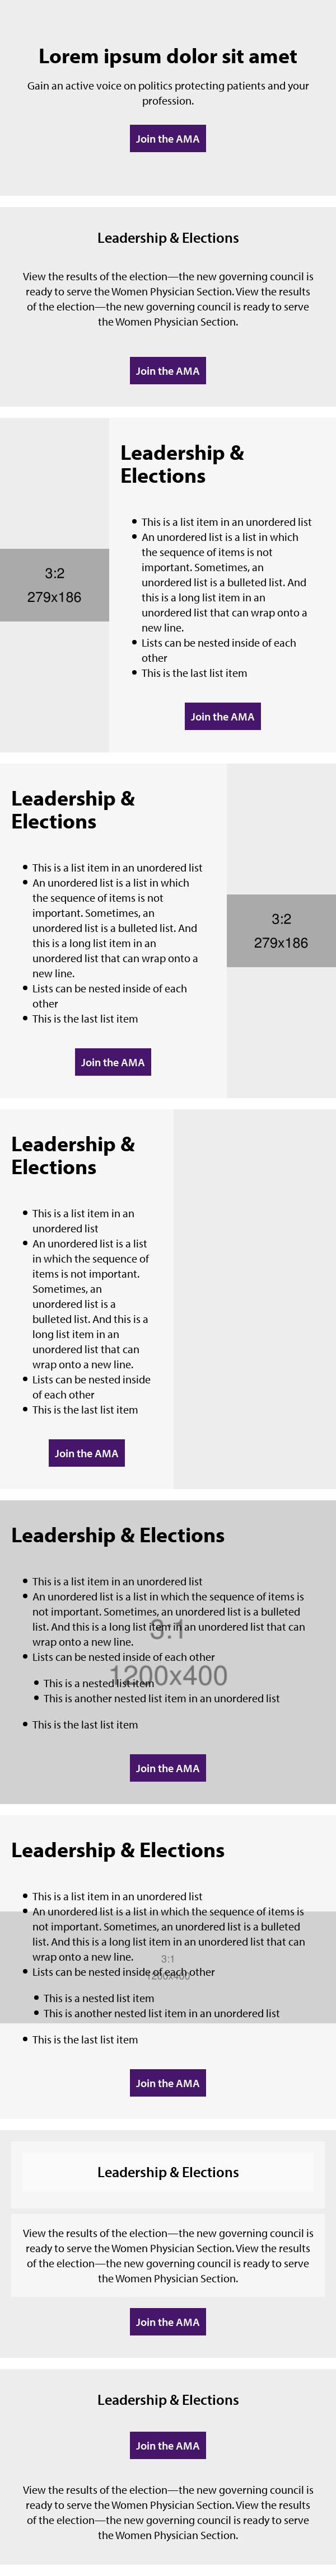 Lorem ipsum dolor sit amet
Gain an active voice on politics protecting patients and your
profession.
Join the AMA
Leadership & Elections
View the results of the election—the new governing council is
ready to serve the Women Physician Section. View the results
of the election—the new governing council is ready to serve
the Women Physician Section.
Join the AMA
3:2
279x186
Leadership &
Elections
This is a list item in an unordered list
An unordered list is a list in which
the sequence of items is not
important. Sometimes, an
unordered list is a bulleted list. And
this is a long list item in an
unordered list that can wrap onto a
new line.
Lists can be nested inside of each
other
This is the last list item
Join the AMA
Leadership &
Elections
This is a list item in an unordered list
An unordered list is a list in which
the sequence of items is not
important. Sometimes, an
unordered list is a bulleted list. And
this is a long list item in an
unordered list that can wrap onto a
new line.
Lists can be nested inside of each
other
This is the last list item
Join the AMA
3:2
279x186
Leadership &
Elections
This is a list item in an
unordered list
An unordered list is a list
in which the sequence of
items is not important.
Sometimes, an
unordered list is a
bulleted list. And this is a
long list item in an
unordered list that can
wrap onto a new line.
Lists can be nested inside
of each other
This is the last list item
Join the AMA
Leadership & Elections
This is a list item in an unordered list
An unordered list is a list in which the sequence of items is
not important. Sometimes, an unordered list is a bulleted
list. And this is a long list item in an unordered list that can
wrap onto a new line.
3:1
Lists can be nested inside of each other
1200x400
This is a nested list item
This is another nested list item in an unordered list
This is the last list item
Join the AMA
Leadership & Elections
This is a list item in an unordered list
An unordered list is a list in which the sequence of items is
not important. Sometimes, an unordered list is a bulleted
list. And this is a long list item in an unordered list that can
wrap onto a new line.
3:1
Lists can be nested inside of each other
1200x400
This is a nested list item
This is another nested list item in an unordered list
This is the last list item
Join the AMA
Leadership & Elections
View the results of the election—the new governing council is
ready to serve the Women Physician Section. View the results
of the election—the new governing council is ready to serve
the Women Physician Section.
Join the AMA
Leadership & Elections
Join the AMA
View the results of the election—the new governing council is
ready to serve the Women Physician Section. View the results
of the election—the new governing council is ready to serve
the Women Physician Section.